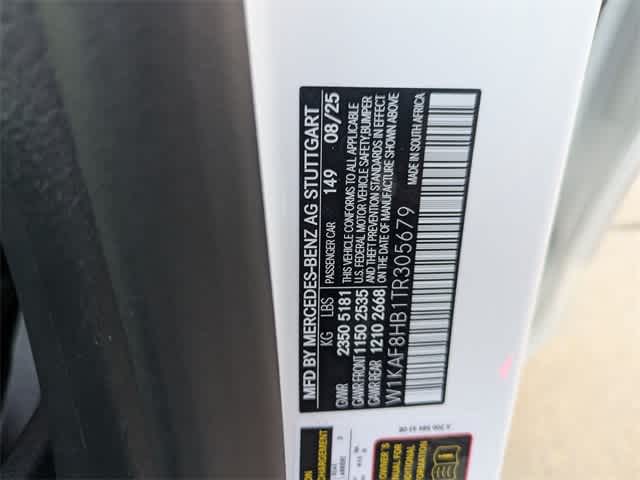 MFD BY MERCEDES-BENZ AG STUTTGART
KG LBS PASSENGER CAR 149 08/25
GVWR 2350 5181 THIS VEHICLE CONFORMS TO ALL APPLICABLE
GAWR FRONT 1150 2535 U.S. FEDERAL MOTOR VEHICLE SAFETY, BUMPER
GAWR REAR 1210 2668 AND THEFT PREVENTION STANDARDS IN EFFECT
ON THE DATE OF MANUFACTURE SHOWN ABOVE
W1KAF8HB1TR305679 MADE IN SOUTH AFRICA